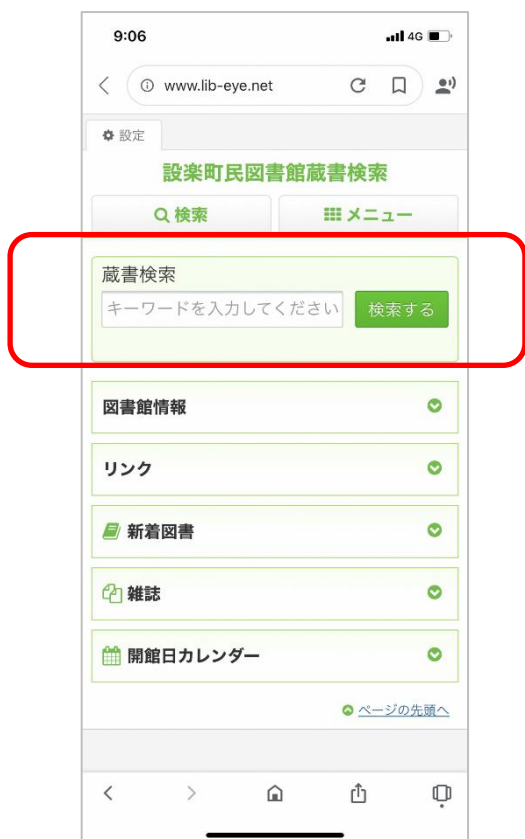 9:06 4G
www.lib-eye.net
設定
設楽町民図書館蔵書検索
検索 メニュー
蔵書検索
キーワードを入力してください 検索する
図書館情報
リンク
新着図書
雑誌
開館日カレンダー
ページの先頭へ